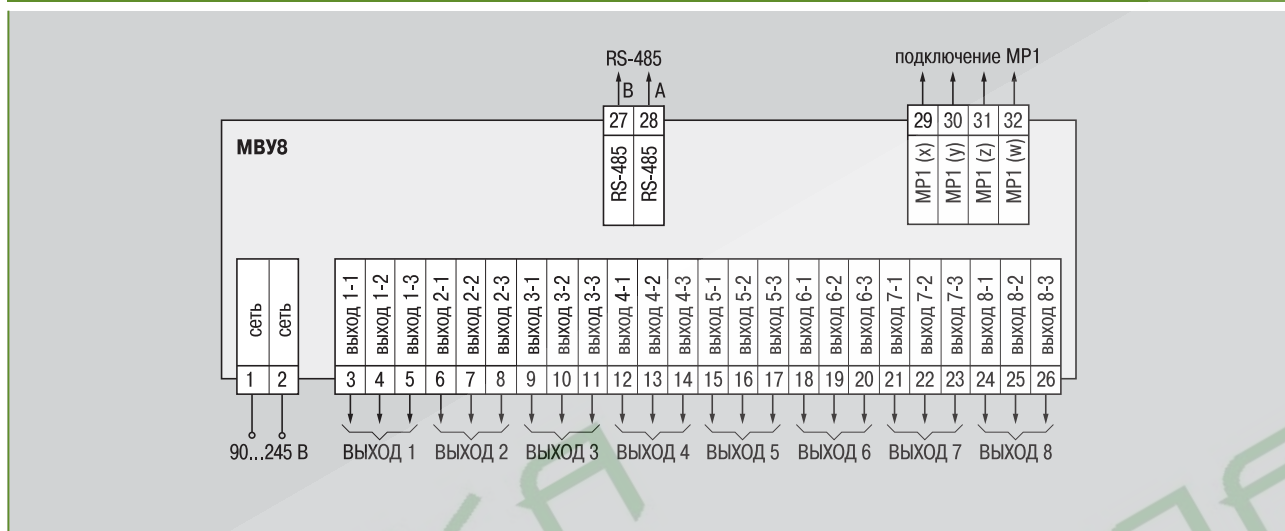 RS-485
подключение МР1
B A
27 28
29 30 31 32
МВУ8
RS-485
RS-485
МР1 (x)
МР1 (y)
МР1 (z)
МР1 (w)
сеть
сеть
выход 1-1
выход 1-2
выход 1-3
выход 2-1
выход 2-2
выход 2-3
выход 3-1
выход 3-2
выход 3-3
выход 4-1
выход 4-2
выход 4-3
выход 5-1
выход 5-2
выход 5-3
выход 6-1
выход 6-2
выход 6-3
выход 7-1
выход 7-2
выход 7-3
выход 8-1
выход 8-2
выход 8-3
1 2 3 4 5 6 7 8 9 10 11 12 13 14 15 16 17 18 19 20 21 22 23 24 25 26
90...245 В
ВЫХОД 1 ВЫХОД 2 ВЫХОД 3 ВЫХОД 4 ВЫХОД 5 ВЫХОД 6 ВЫХОД 7 ВЫХОД 8